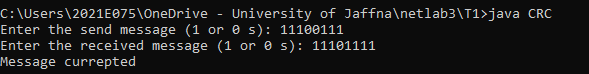 C:\Users\2021E075\OneDrive - University of Jaffna\netlab3\T1>java CRC
Enter the send message (1 or 0 s): 11100111
Enter the received message (1 or 0 s): 11101111
Message currepted